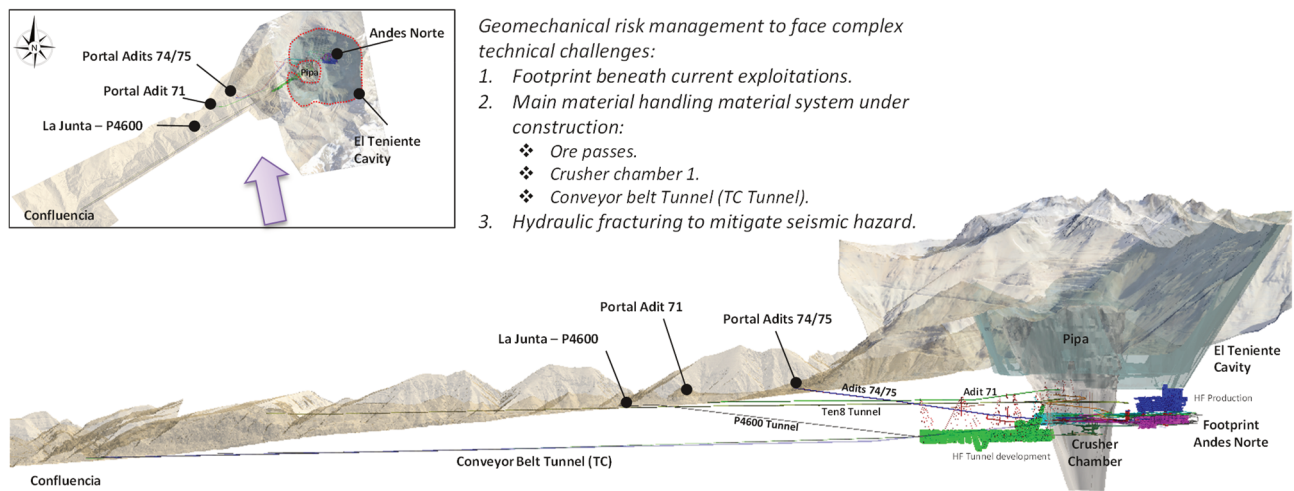 N
Andes Norte
Portal Adits 74/75
Pipa
Portal Adit 71
La Junta – P4600
El Teniente
Cavity
Confluencia
Geomechanical risk management to face complex
technical challenges:
1. Footprint beneath current exploitations.
2. Main material handling material system under
construction:
❖ Ore passes.
❖ Crusher chamber 1.
❖ Conveyor belt Tunnel (TC Tunnel).
3. Hydraulic fracturing to mitigate seismic hazard.
Portal Adit 71
Portal Adits 74/75
La Junta – P4600
Pipa
El Teniente
Cavity
Adits 74/75
Adit 71
HF Production
Ten8 Tunnel
P4600 Tunnel
Footprint
Andes Norte
Crusher
Chamber
HF Tunnel development
Conveyor Belt Tunnel (TC)
Confluencia